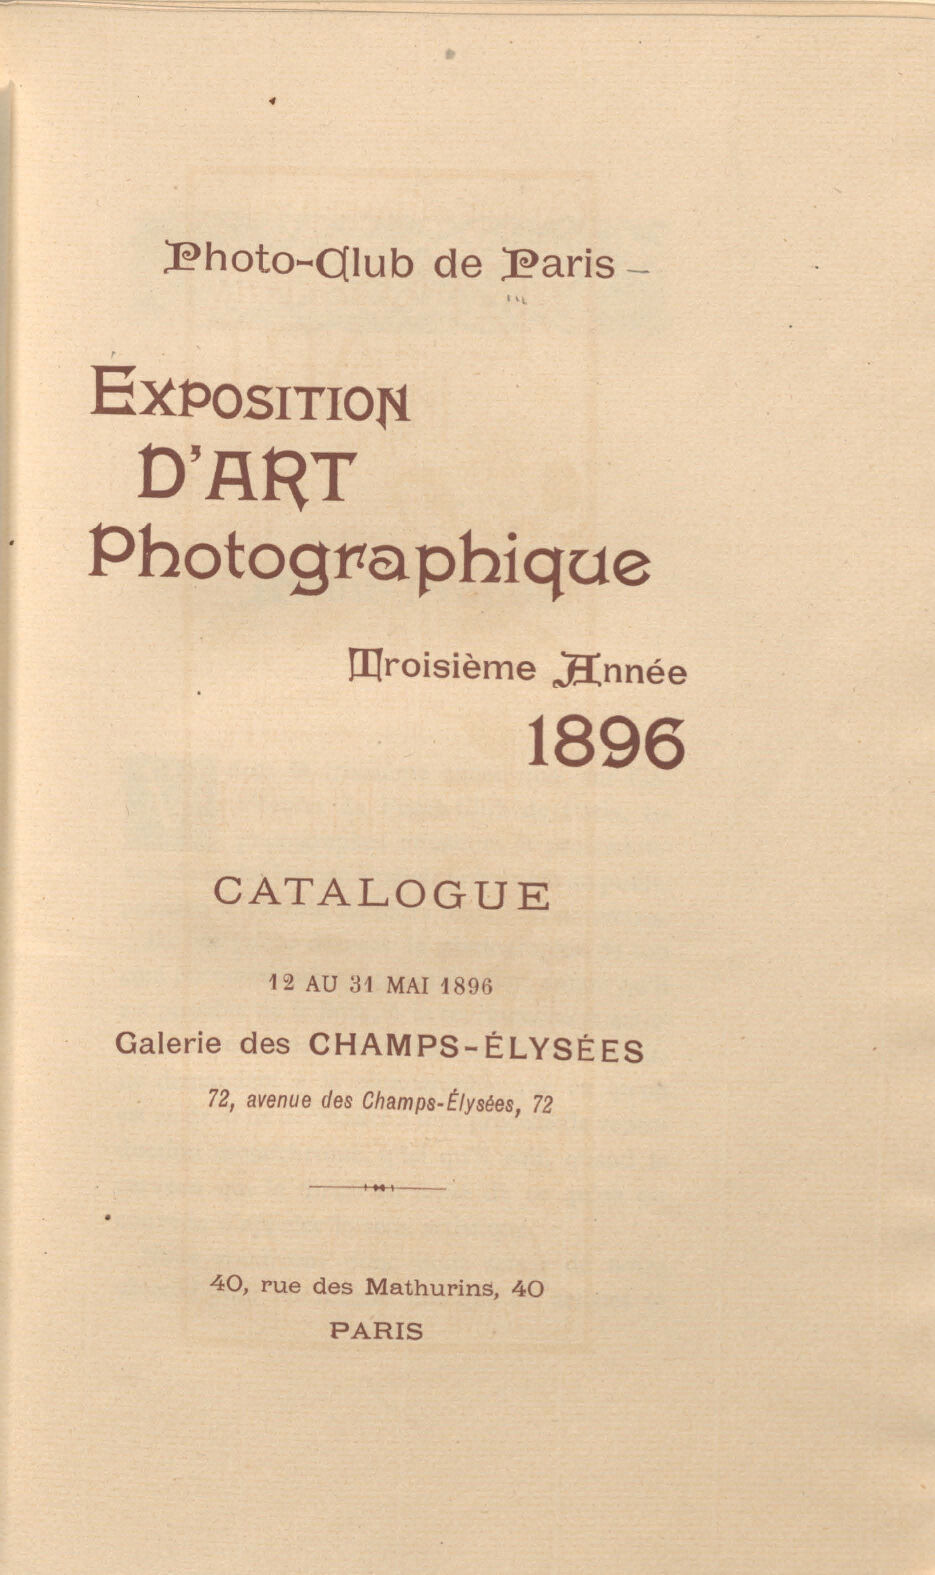 Photo-Club de Paris
Exposition
D'ART
Photographique
Troisième Année
1896
CATALOGUE
12 AU 31 MAI 1896
Galerie des CHAMPS-ÉLYSÉES
72, avenue des Champs-Élysées, 72
40, rue des Mathurins, 40
PARIS